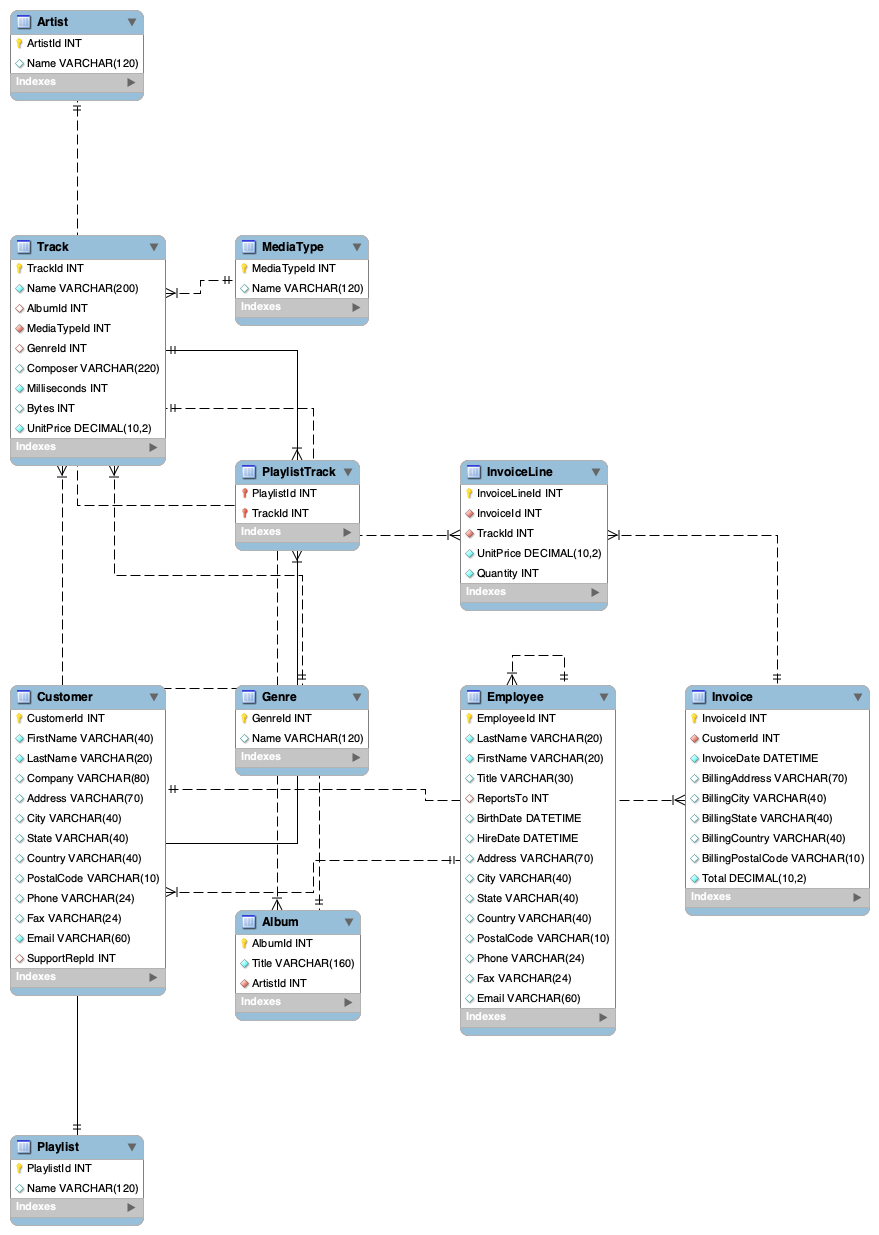 Artist
ArtistId INT
Name VARCHAR(120)
Indexes
Track
TrackId INT
Name VARCHAR(200)
AlbumId INT
MediaTypeId INT
GenreId INT
Composer VARCHAR(220)
Milliseconds INT
Bytes INT
UnitPrice DECIMAL(10,2)
Indexes
MediaType
MediaTypeId INT
Name VARCHAR(120)
Indexes
PlaylistTrack
PlaylistId INT
TrackId INT
Indexes
InvoiceLine
InvoiceLineId INT
InvoiceId INT
TrackId INT
UnitPrice DECIMAL(10,2)
Quantity INT
Indexes
Customer
CustomerId INT
FirstName VARCHAR(40)
LastName VARCHAR(20)
Company VARCHAR(80)
Address VARCHAR(70)
City VARCHAR(40)
State VARCHAR(40)
Country VARCHAR(40)
PostalCode VARCHAR(10)
Phone VARCHAR(24)
Fax VARCHAR(24)
Email VARCHAR(60)
SupportRepId INT
Indexes
Genre
GenreId INT
Name VARCHAR(120)
Indexes
Employee
EmployeeId INT
LastName VARCHAR(20)
FirstName VARCHAR(20)
Title VARCHAR(30)
ReportsTo INT
BirthDate DATETIME
HireDate DATETIME
Address VARCHAR(70)
City VARCHAR(40)
State VARCHAR(40)
Country VARCHAR(40)
PostalCode VARCHAR(10)
Phone VARCHAR(24)
Fax VARCHAR(24)
Email VARCHAR(60)
Indexes
Invoice
InvoiceId INT
CustomerId INT
InvoiceDate DATETIME
BillingAddress VARCHAR(70)
BillingCity VARCHAR(40)
BillingState VARCHAR(40)
BillingCountry VARCHAR(40)
BillingPostalCode VARCHAR(10)
Total DECIMAL(10,2)
Indexes
Album
AlbumId INT
Title VARCHAR(160)
ArtistId INT
Indexes
Playlist
PlaylistId INT
Name VARCHAR(120)
Indexes